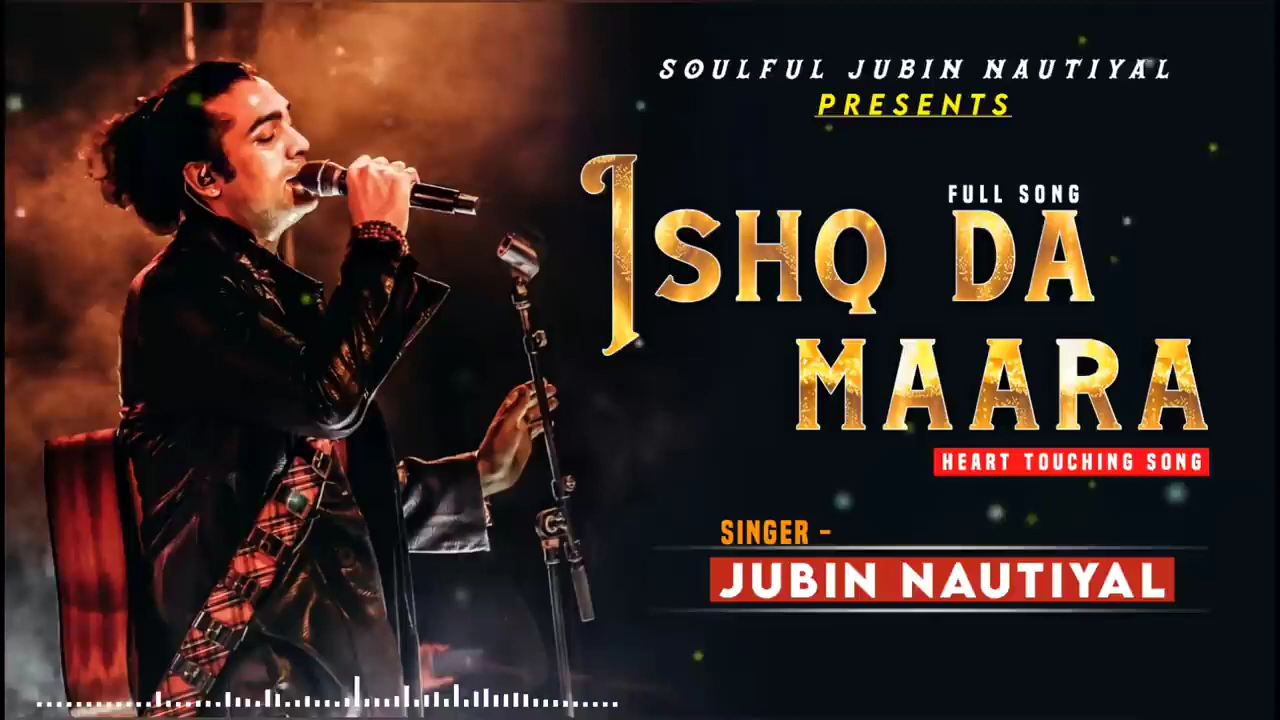 SOULFUL JUBIN NAUTIYAL
PRESENTS
FULL SONG
ISHQ DA
MAARA
HEART TOUCHING SONG
SINGER -
JUBIN NAUTIYAL